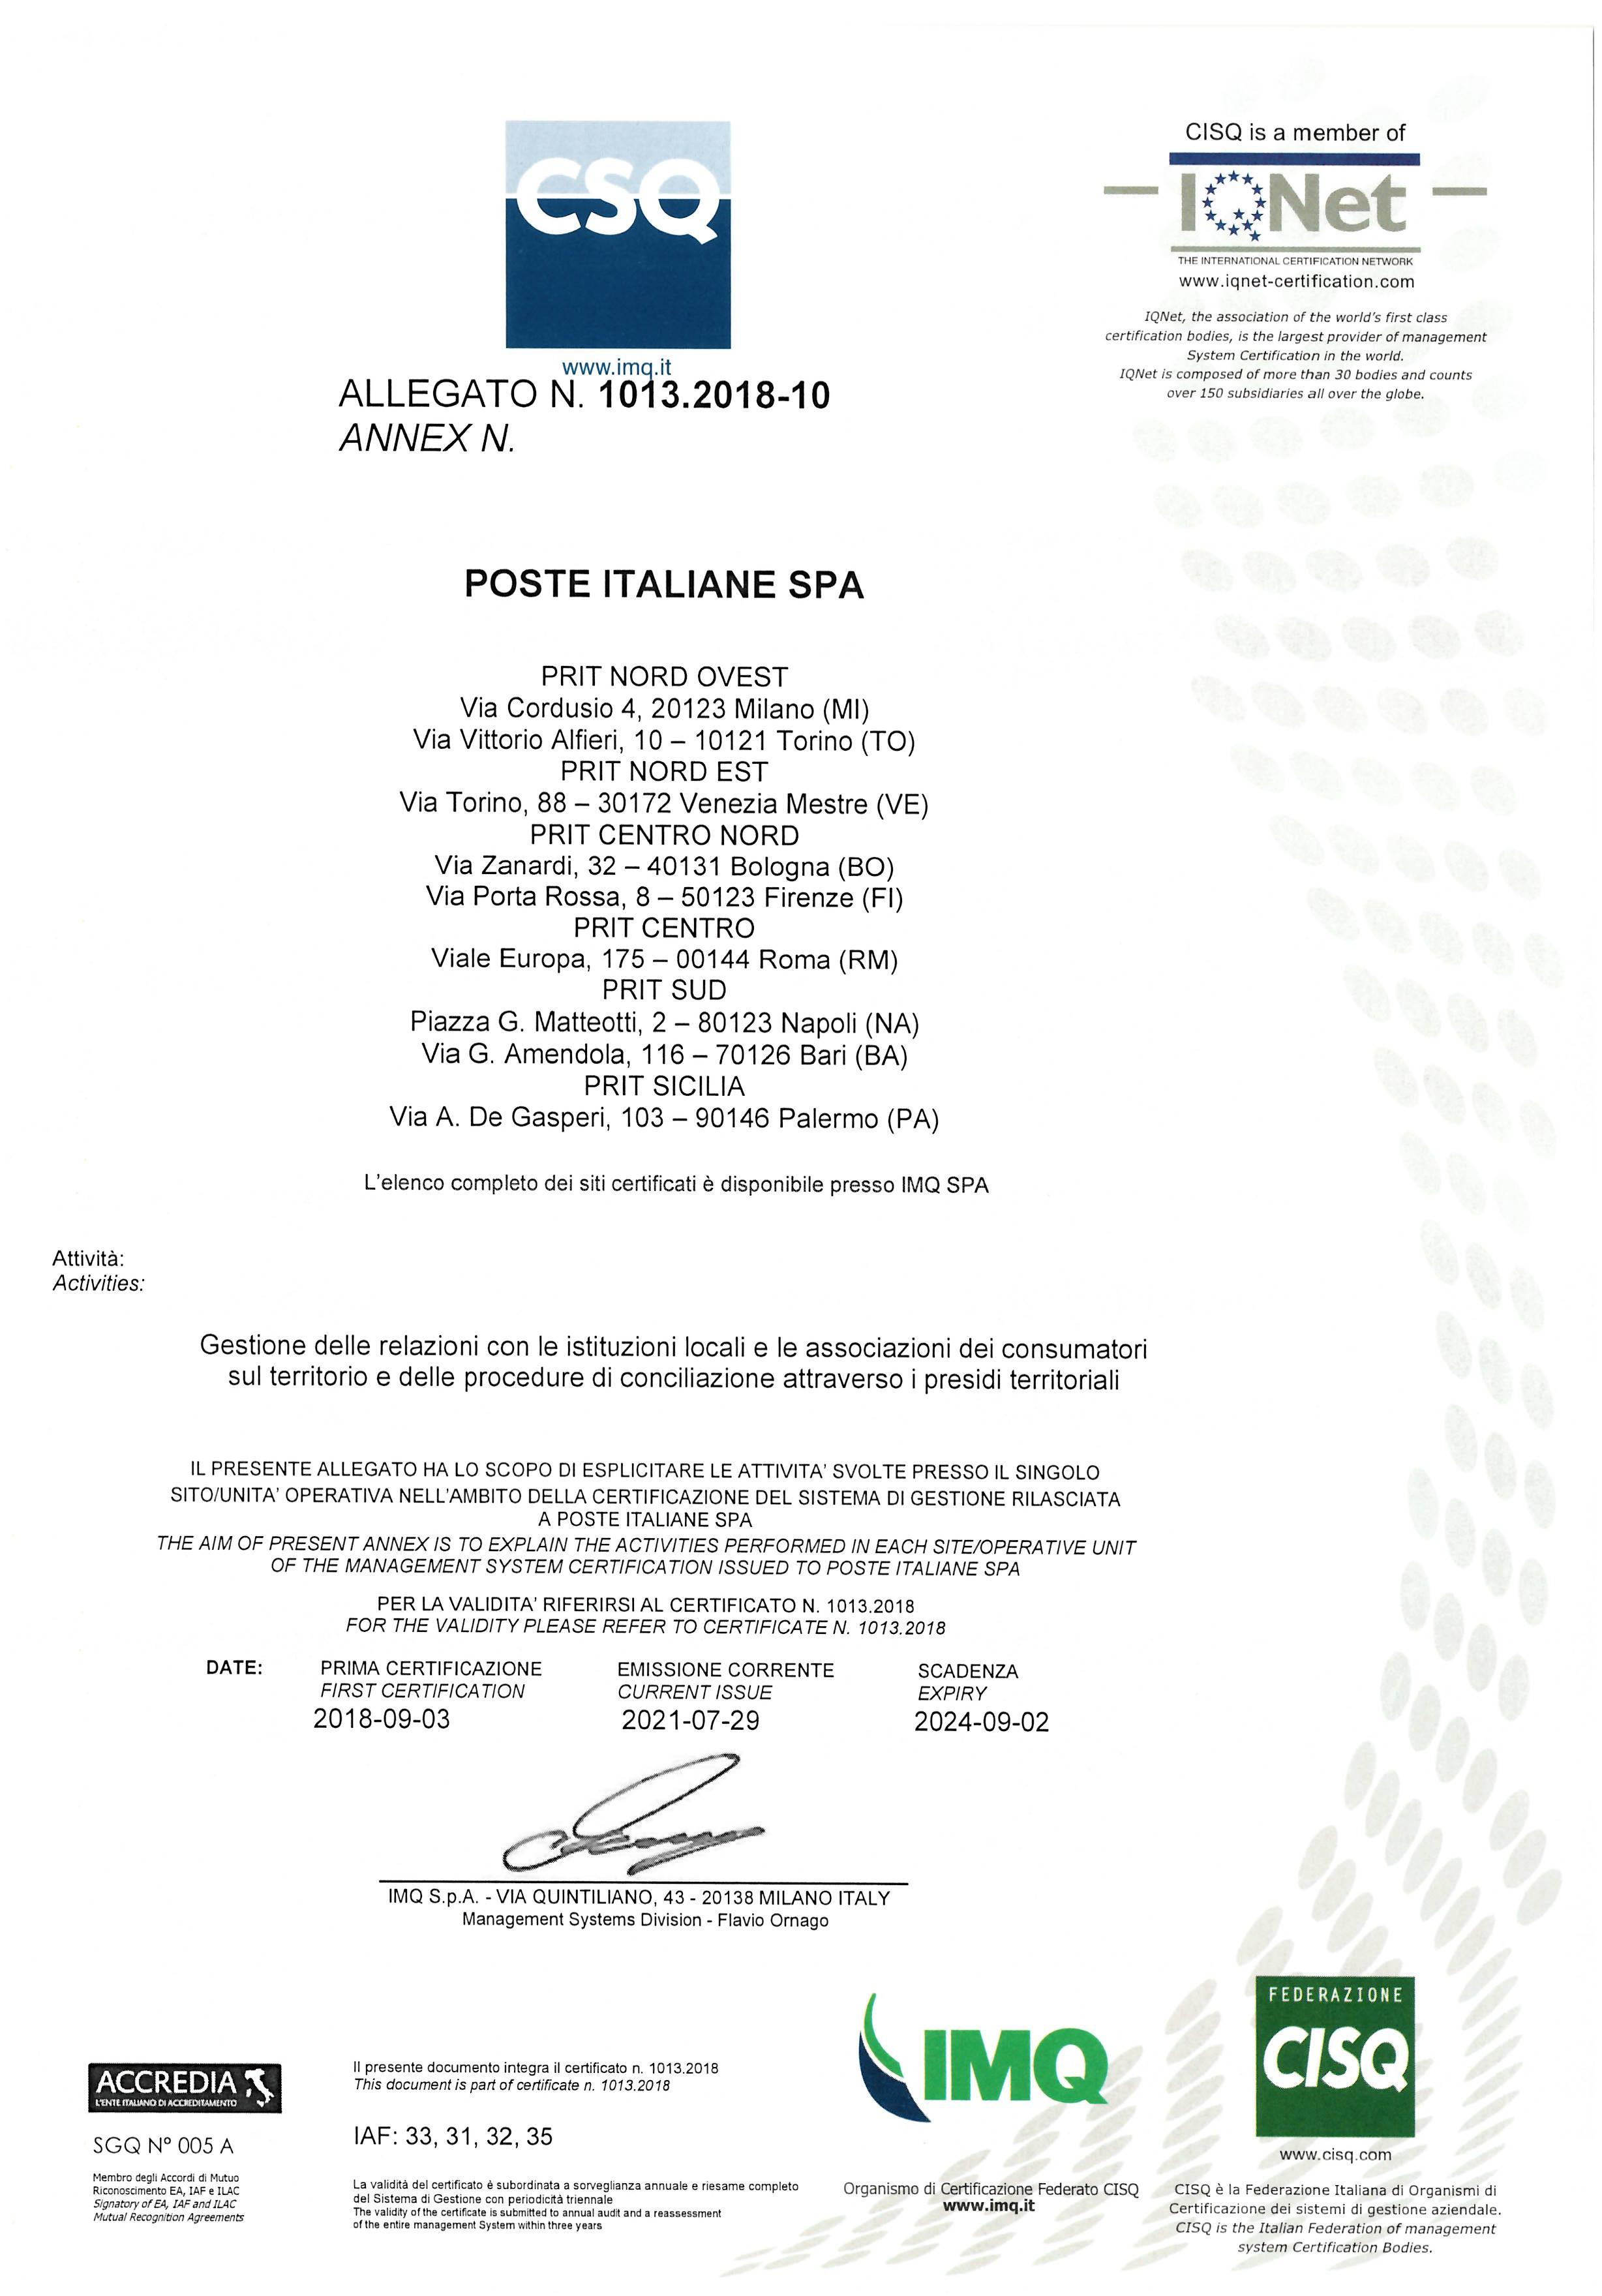 CSQ
www.imq.it
ALLEGATO N. 1013.2018-10
ANNEX N.
CISQ is a member of
IQNet
THE INTERNATIONAL CERTIFICATION NETWORK
www.iqnet-certification.com
IQNet, the association of the world's first class
certification bodies, is the largest provider of management
System Certification in the world.
IQNet is composed of more than 30 bodies and counts
over 150 subsidiaries all over the globe.
POSTE ITALIANE SPA
PRIT NORD OVEST
Via Cordusio 4, 20123 Milano (MI)
Via Vittorio Alfieri, 10 – 10121 Torino (TO)
PRIT NORD EST
Via Torino, 88 – 30172 Venezia Mestre (VE)
PRIT CENTRO NORD
Via Zanardi, 32 – 40131 Bologna (BO)
Via Porta Rossa, 8 – 50123 Firenze (FI)
PRIT CENTRO
Viale Europa, 175 – 00144 Roma (RM)
PRIT SUD
Piazza G. Matteotti, 2 – 80123 Napoli (NA)
Via G. Amendola, 116 – 70126 Bari (BA)
PRIT SICILIA
Via A. De Gasperi, 103 – 90146 Palermo (PA)
L'elenco completo dei siti certificati è disponibile presso IMQ SPA
Attività:
Activities:
Gestione delle relazioni con le istituzioni locali e le associazioni dei consumatori
sul territorio e delle procedure di conciliazione attraverso i presidi territoriali
IL PRESENTE ALLEGATO HA LO SCOPO DI ESPLICITARE LE ATTIVITA' SVOLTE PRESSO IL SINGOLO
SITO/UNITA' OPERATIVA NELL'AMBITO DELLA CERTIFICAZIONE DEL SISTEMA DI GESTIONE RILASCIATA
A POSTE ITALIANE SPA
THE AIM OF PRESENT ANNEX IS TO EXPLAIN THE ACTIVITIES PERFORMED IN EACH SITE/OPERATIVE UNIT
OF THE MANAGEMENT SYSTEM CERTIFICATION ISSUED TO POSTE ITALIANE SPA
PER LA VALIDITA' RIFERIRSI AL CERTIFICATO N. 1013.2018
FOR THE VALIDITY PLEASE REFER TO CERTIFICATE N. 1013.2018
DATE: PRIMA CERTIFICAZIONE EMISSIONE CORRENTE SCADENZA
FIRST CERTIFICATION CURRENT ISSUE EXPIRY
2018-09-03 2021-07-29 2024-09-02
IMQ S.p.A. - VIA QUINTILIANO, 43 - 20138 MILANO ITALY
Management Systems Division - Flavio Ornago
ACCREDIA
L'ENTE ITALIANO DI ACCREDITAMENTO
SGQ N° 005 A
Membro degli Accordi di Mutuo
Riconoscimento EA, IAF e ILAC
Signatory of EA, IAF and ILAC
Mutual Recognition Agreements
Il presente documento integra il certificato n. 1013.2018
This document is part of certificate n. 1013.2018
IAF: 33, 31, 32, 35
La validità del certificato è subordinata a sorveglianza annuale e riesame completo
del Sistema di Gestione con periodicità triennale
The validity of the certificate is submitted to annual audit and a reassessment
of the entire management System within three years
IMQ
Organismo di Certificazione Federato CISQ
www.imq.it
FEDERAZIONE
CISQ
www.cisq.com
CISQ è la Federazione Italiana di Organismi di
Certificazione dei sistemi di gestione aziendale.
CISQ is the Italian Federation of management
system Certification Bodies.